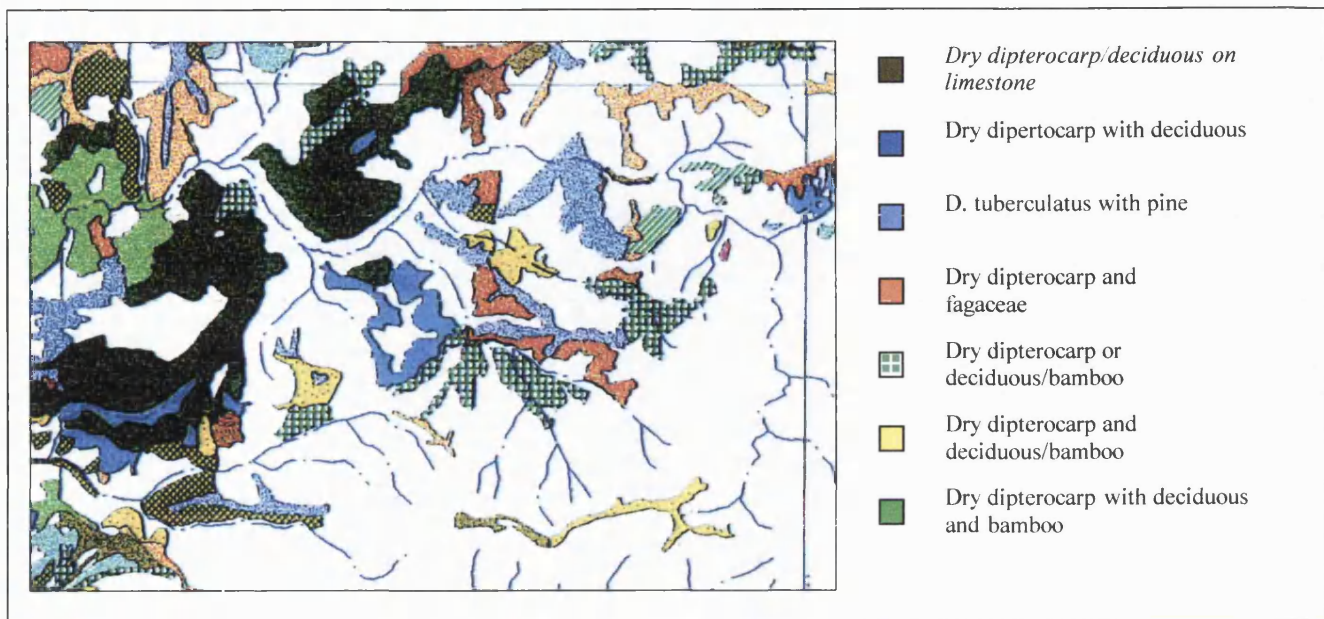 Dry dipterocarp/deciduous on
limestone
Dry dipertocarp with deciduous
D. tuberculatus with pine
Dry dipterocarp and
fagaceae
Dry dipterocarp or
deciduous/bamboo
Dry dipterocarp and
deciduous/bamboo
Dry dipterocarp with deciduous
and bamboo